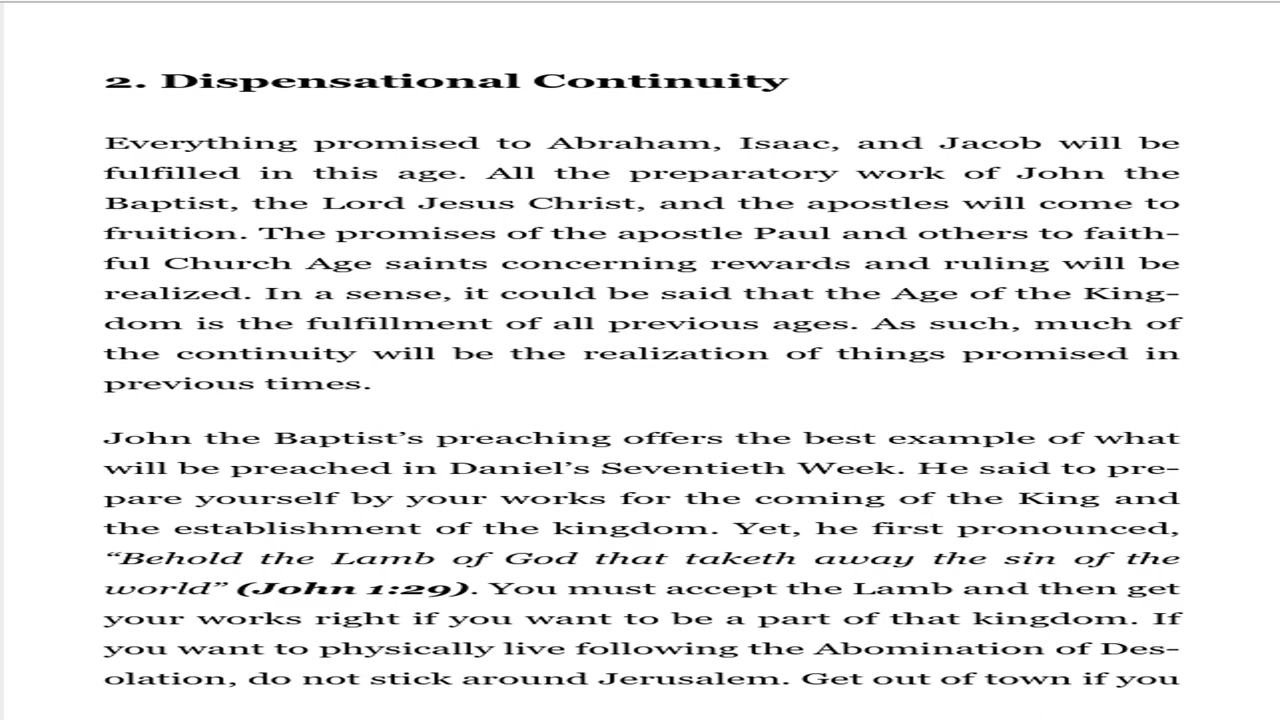 2. Dispensational Continuity
Everything promised to Abraham, Isaac, and Jacob will be
fulfilled in this age. All the preparatory work of John the
Baptist, the Lord Jesus Christ, and the apostles will come to
fruition. The promises of the apostle Paul and others to faith-
ful Church Age saints concerning rewards and ruling will be
realized. In a sense, it could be said that the Age of the King-
dom is the fulfillment of all previous ages. As such, much of
the continuity will be the realization of things promised in
previous times.
John the Baptist’s preaching offers the best example of what
will be preached in Daniel’s Seventieth Week. He said to pre-
pare yourself by your works for the coming of the King and
the establishment of the kingdom. Yet, he first pronounced,
“Behold the Lamb of God that taketh away the sin of the
world” (John 1:29). You must accept the Lamb and then get
your works right if you want to be a part of that kingdom. If
you want to physically live following the Abomination of Des-
olation, do not stick around Jerusalem. Get out of town if you